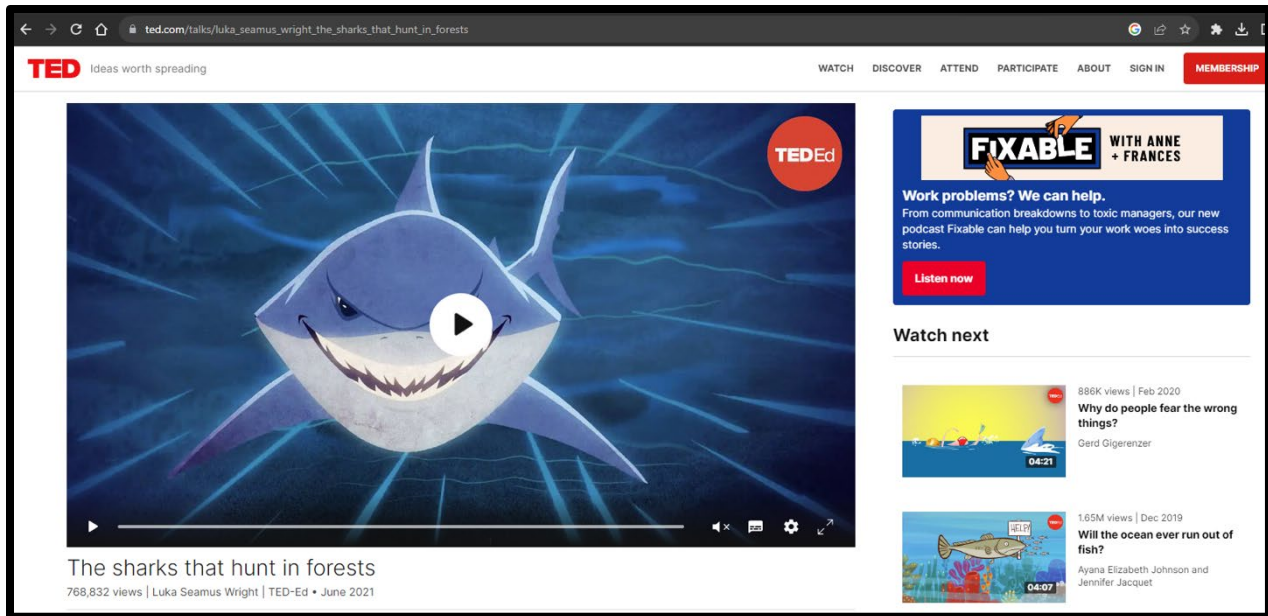 ted.com/talks/luka_seamus_wright_the_sharks_that_hunt_in_forests
TED Ideas worth spreading
WATCH DISCOVER ATTEND PARTICIPATE ABOUT SIGN IN MEMBERSHIP
TEDEd
The sharks that hunt in forests
768,832 views | Luka Seamus Wright | TED-Ed • June 2021
FIXABLE
WITH ANNE
+ FRANCES
Work problems? We can help.
From communication breakdowns to toxic managers, our new
podcast Fixable can help you turn your work woes into success
stories.
Listen now
Watch next
04:21
886K views | Feb 2020
Why do people fear the wrong
things?
Gerd Gigerenzer
HELP!
04:07
1.65M views | Dec 2019
Will the ocean ever run out of
fish?
Ayana Elizabeth Johnson and
Jennifer Jacquet